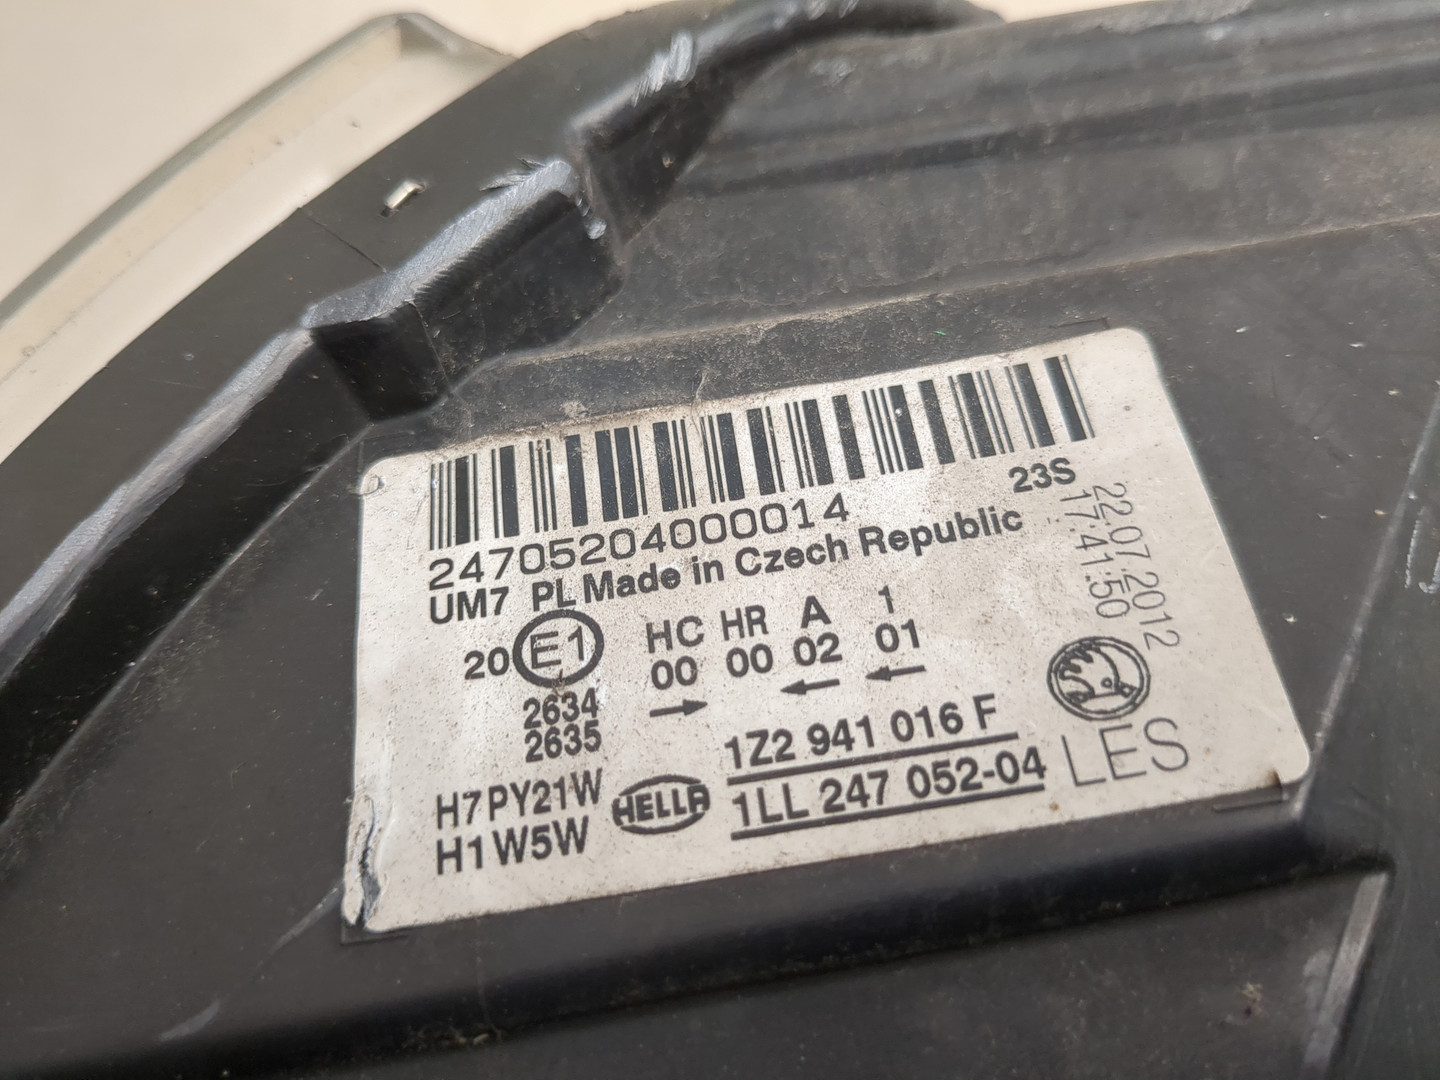 24705204000014
23S
UM7 PL Made in Czech Republic
22.07.2012
17:41:50
20 E1 HC HR A 1
00 00 02 01
2634 → ← ←
2635
1Z2 941 016 F
H7 PY21W HELLA 1LL 247 052-04
H1 W5W
LES